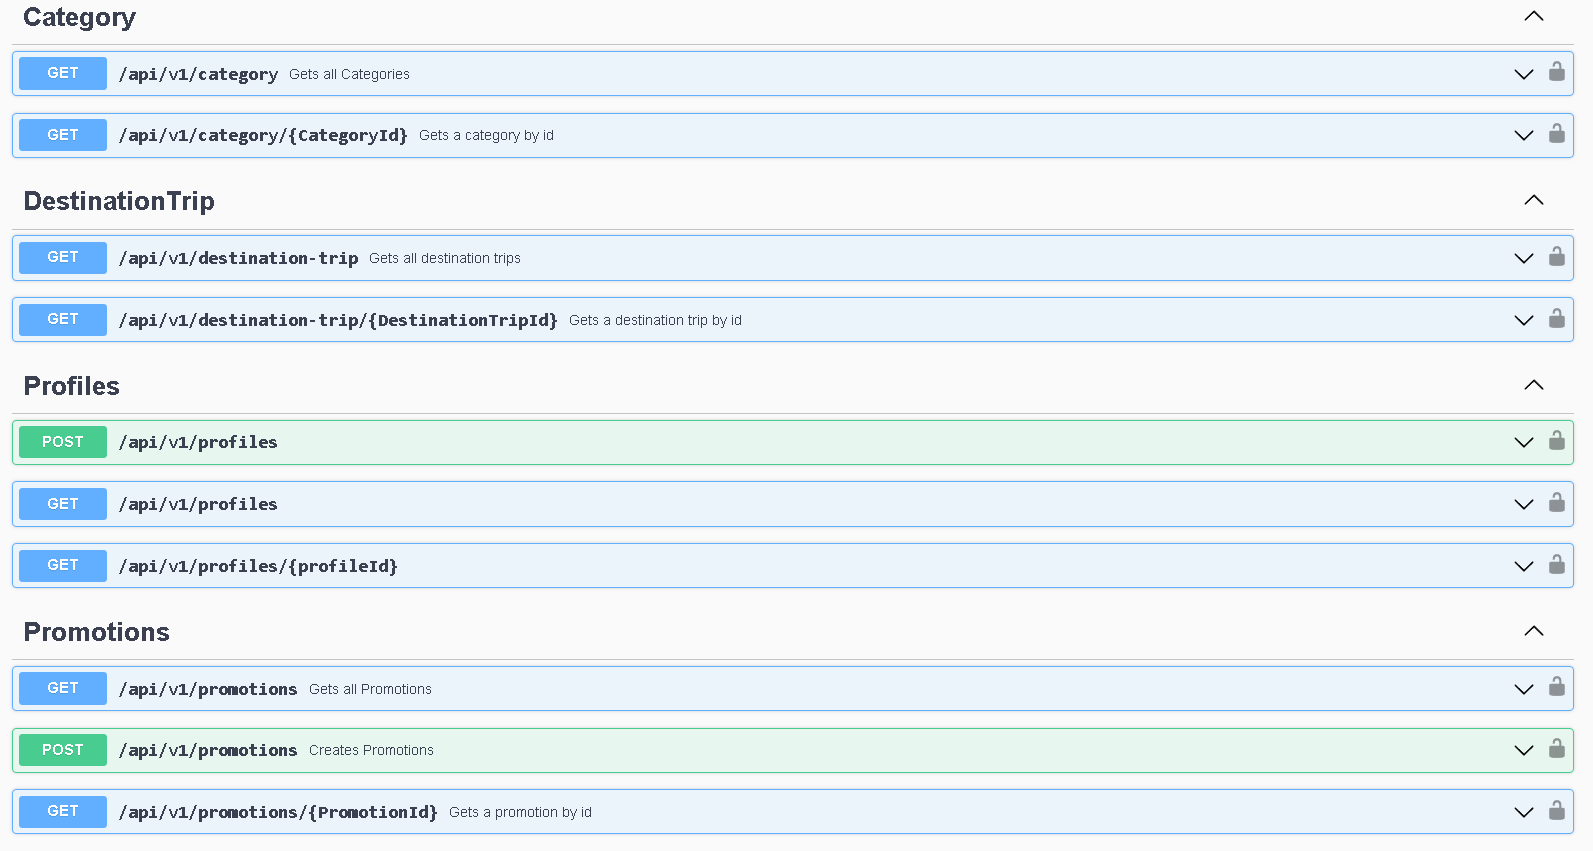 Category
GET /api/v1/category Gets all Categories
GET /api/v1/category/{CategoryId} Gets a category by id
DestinationTrip
GET /api/v1/destination-trip Gets all destination trips
GET /api/v1/destination-trip/{DestinationTripId} Gets a destination trip by id
Profiles
POST /api/v1/profiles
GET /api/v1/profiles
GET /api/v1/profiles/{profileId}
Promotions
GET /api/v1/promotions Gets all Promotions
POST /api/v1/promotions Creates Promotions
GET /api/v1/promotions/{PromotionId} Gets a promotion by id